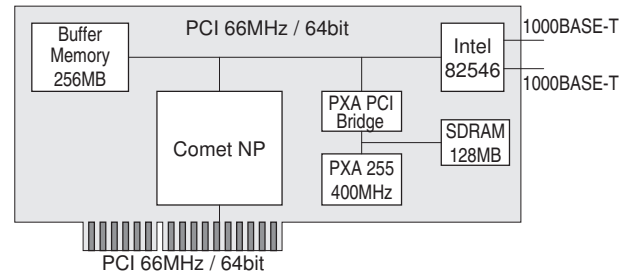 PCI 66MHz / 64bit
Buffer
Memory
256MB
Intel
82546
1000BASE-T
1000BASE-T
PXA PCI
Bridge
Comet NP
SDRAM
128MB
PXA 255
400MHz
PCI 66MHz / 64bit